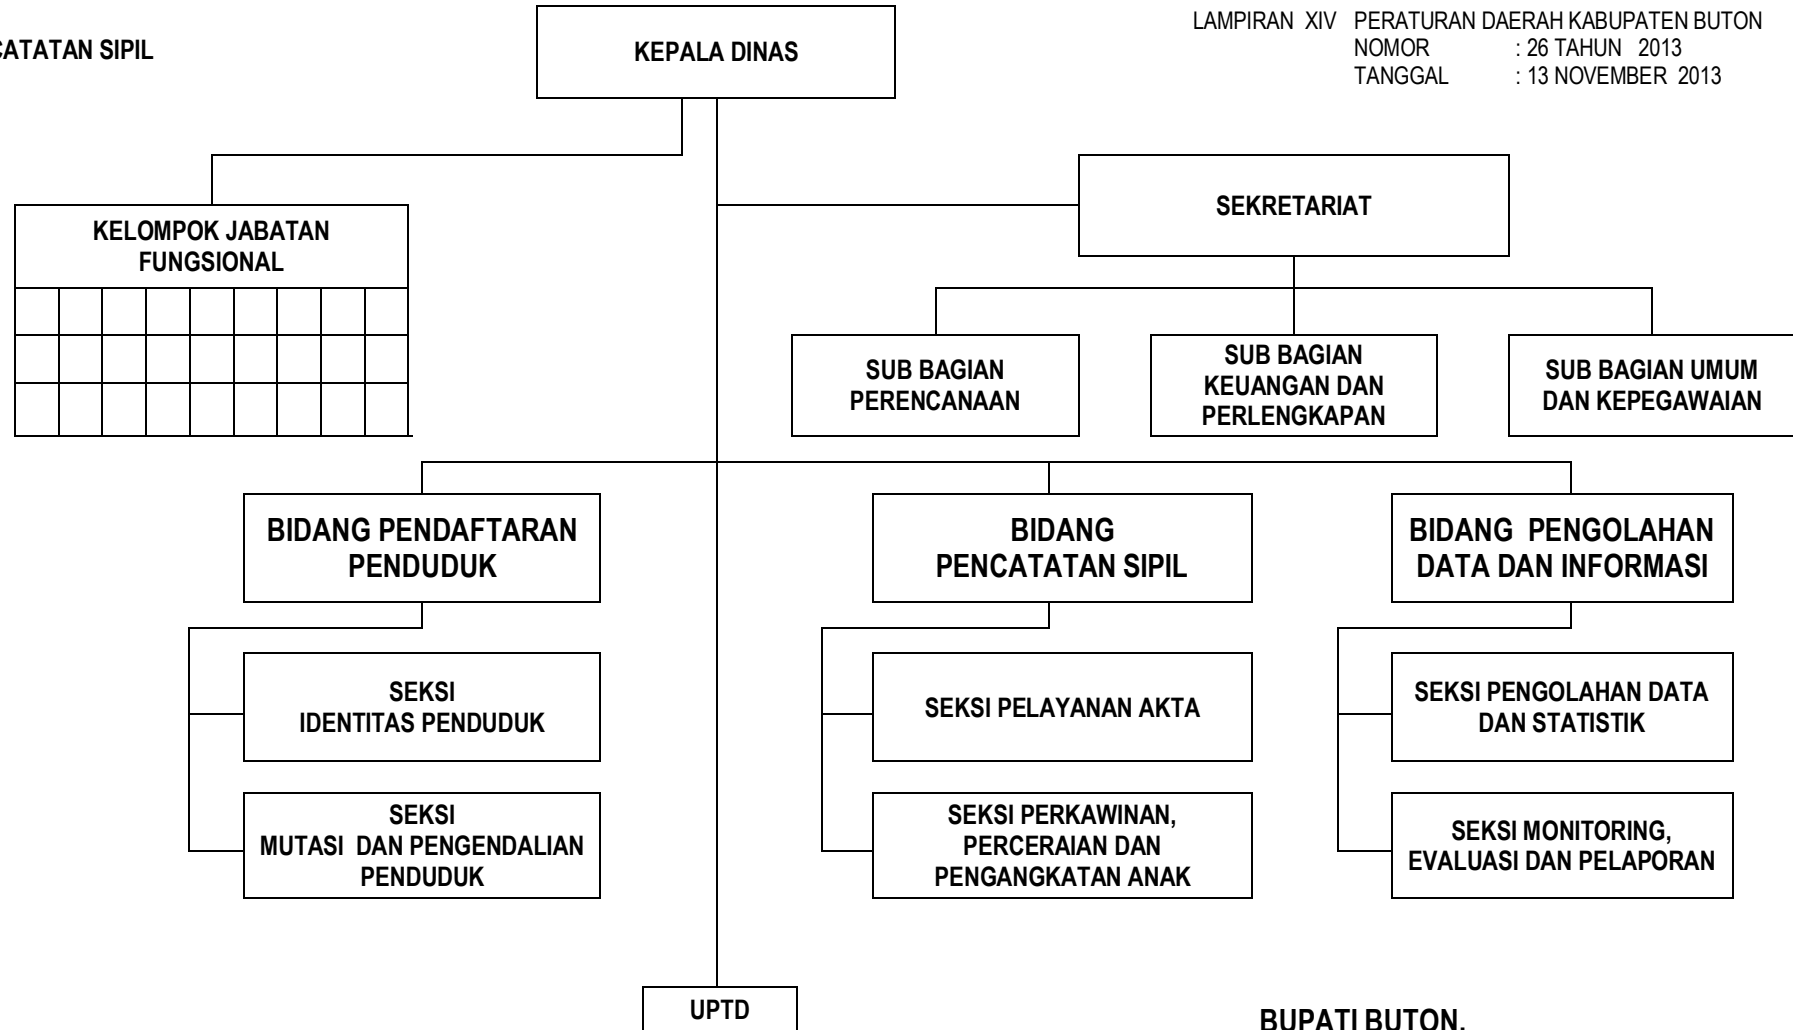 SIPIL
KEPALA DINAS
LAMPIRAN XIV PERATURAN DAERAH KABUPATEN BUTON
NOMOR : 26 TAHUN 2013
TANGGAL : 13 NOVEMBER 2013
SEKRETARIAT
KELOMPOK JABATAN
FUNGSIONAL
SUB BAGIAN
PERENCANAAN
SUB BAGIAN
KEUANGAN DAN
PERLENGKAPAN
SUB BAGIAN UMUM
DAN KEPEGAWAIAN
BIDANG PENDAFTARAN
PENDUDUK
BIDANG
PENCATATAN SIPIL
BIDANG PENGOLAHAN
DATA DAN INFORMASI
SEKSI
IDENTITAS PENDUDUK
SEKSI PELAYANAN AKTA
SEKSI PENGOLAHAN DATA
DAN STATISTIK
SEKSI
MUTASI DAN PENGENDALIAN
PENDUDUK
SEKSI PERKAWINAN,
PERCERAIAN DAN
PENGANGKATAN ANAK
SEKSI MONITORING,
EVALUASI DAN PELAPORAN
UPTD
BUPATI BUTON,